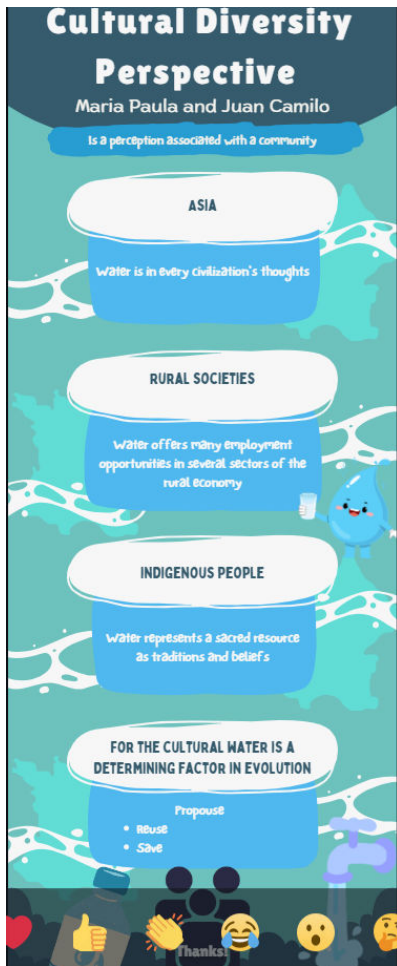 Cultural Diversity
Perspective
Maria Paula and Juan Camilo
Is a perception associated with a community
ASIA
Water is in every civilization's thoughts
RURAL SOCIETIES
Water offers many employment
opportunities in several sectors of the
rural economy
INDIGENOUS PEOPLE
Water represents a sacred resource
as traditions and beliefs
FOR THE CULTURAL WATER IS A
DETERMINING FACTOR IN EVOLUTION
Propouse
• Reuse
• Save
Thanks!